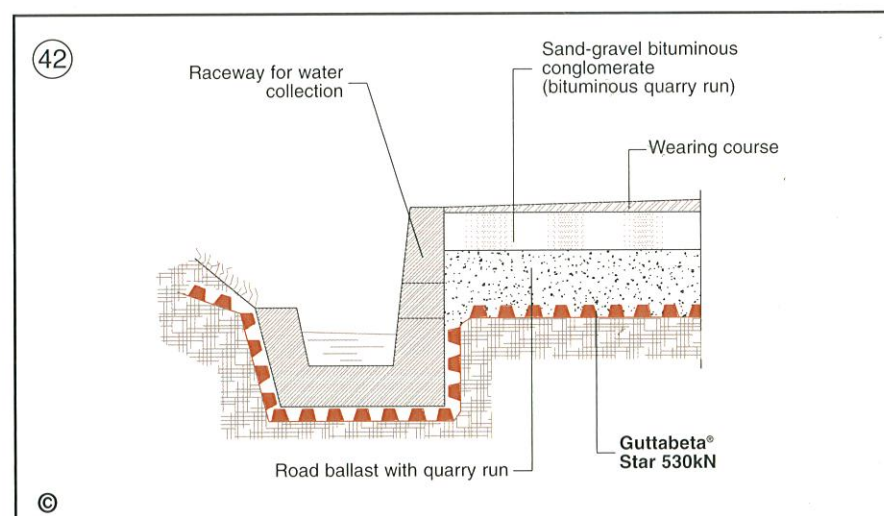 42
Raceway for water
collection
Sand-gravel bituminous
conglomerate
(bituminous quarry run)
Wearing course
Road ballast with quarry run
Guttabeta®
Star 530kN
©